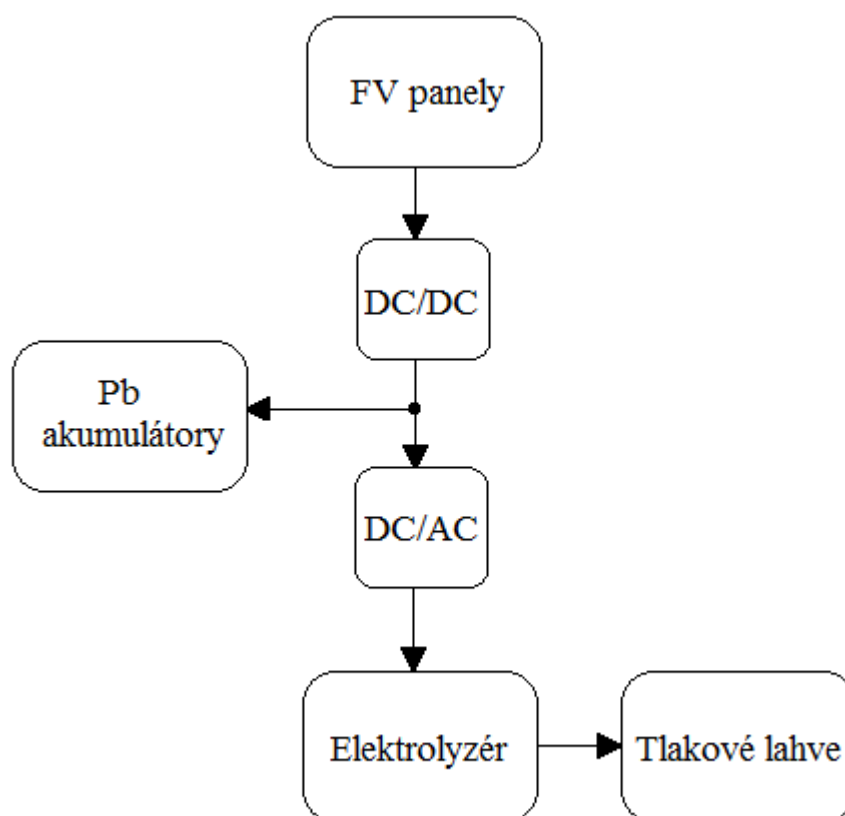 FV panely
DC/DC
Pb
akumulátory
DC/AC
Elektrolyzér
Tlakové lahve